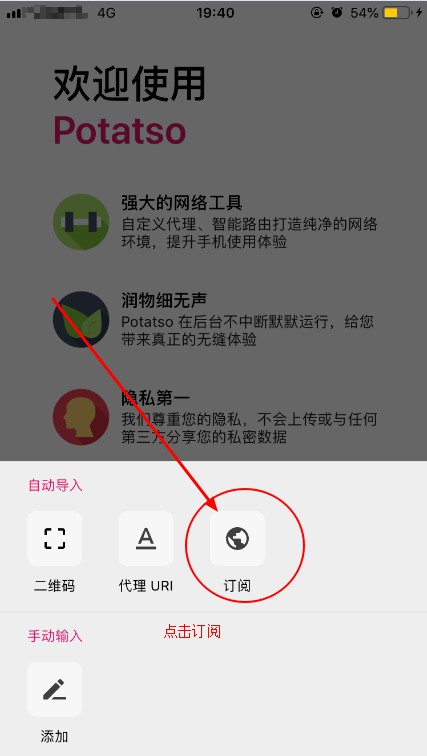 4G 19:40 54%
欢迎使用
Potatso
强大的网络工具
自定义代理、智能路由打造纯净的网络
环境，提升手机使用体验
润物细无声
Potatso 在后台不中断默默运行，给您
带来真正的无缝体验
隐私第一
我们尊重您的隐私，不会上传或与任何
第三方分享您的私密数据
自动导入
二维码 代理 URI 订阅
手动输入
点击订阅
添加